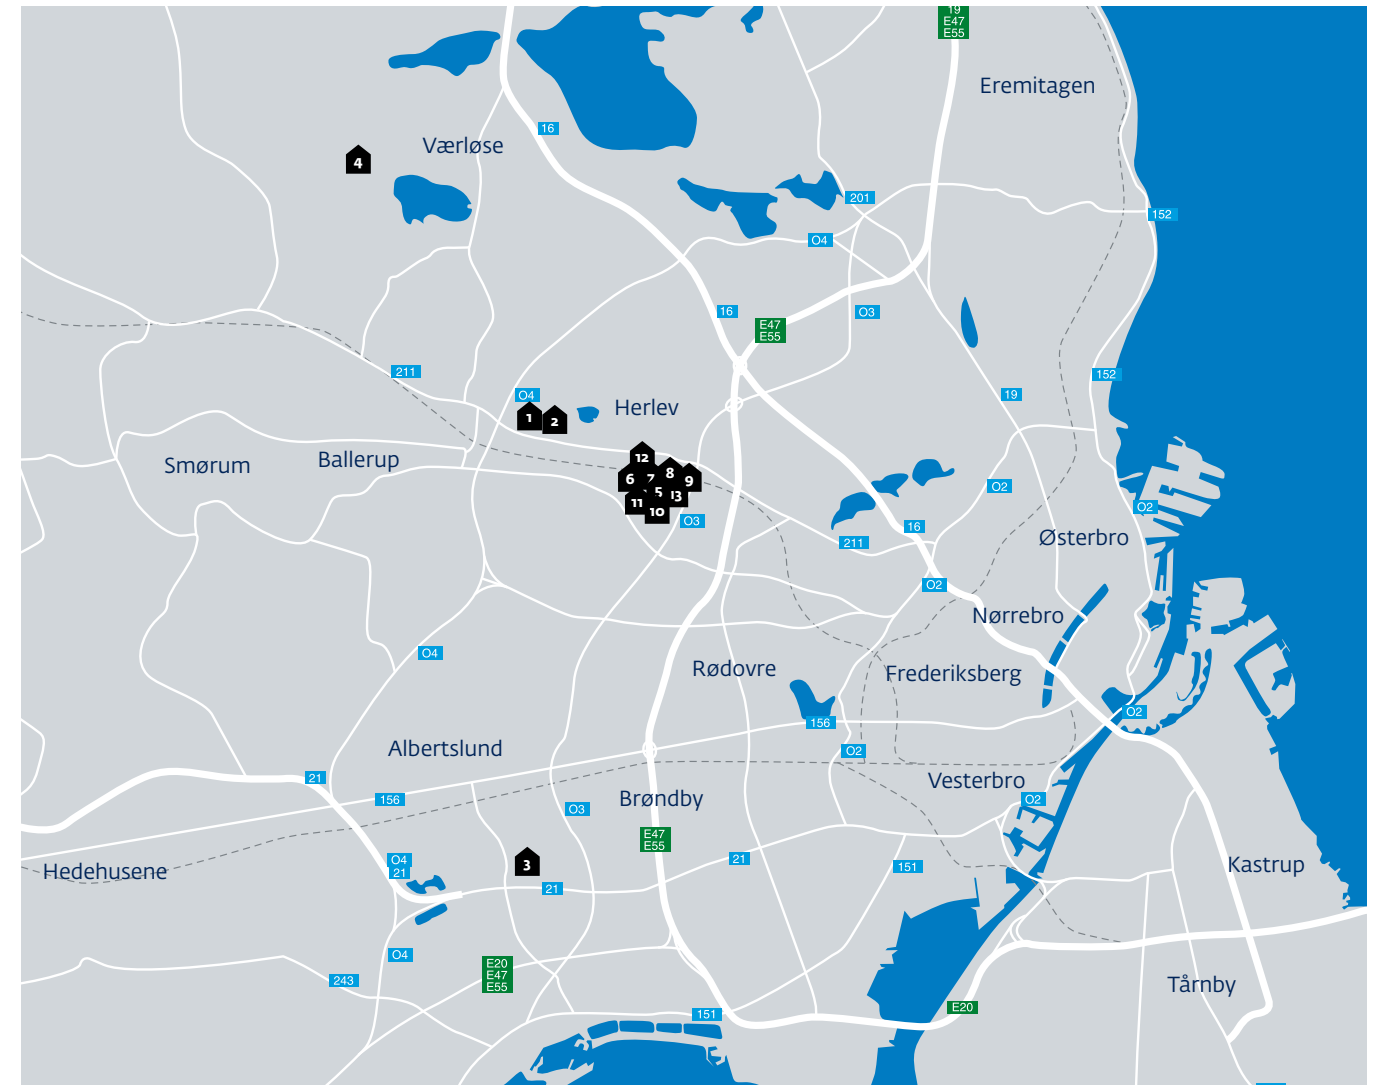 19
E47
E55
Eremitagen
16
Værløse
4
201
152
O4
16
O3
E47
E55
211
152
O4
19
1
2
Herlev
12
Smørum
Ballerup
6
7
8
9
5
13
11
10
O3
O2
O2
16
Østerbro
211
O2
Nørrebro
O4
Rødovre
Frederiksberg
O2
156
Albertslund
O2
21
Vesterbro
156
Brøndby
O2
O3
E47
E55
O4
21
3
21
151
Kastrup
Hedehusene
21
O4
E20
E47
E55
243
Tårnby
E20
151